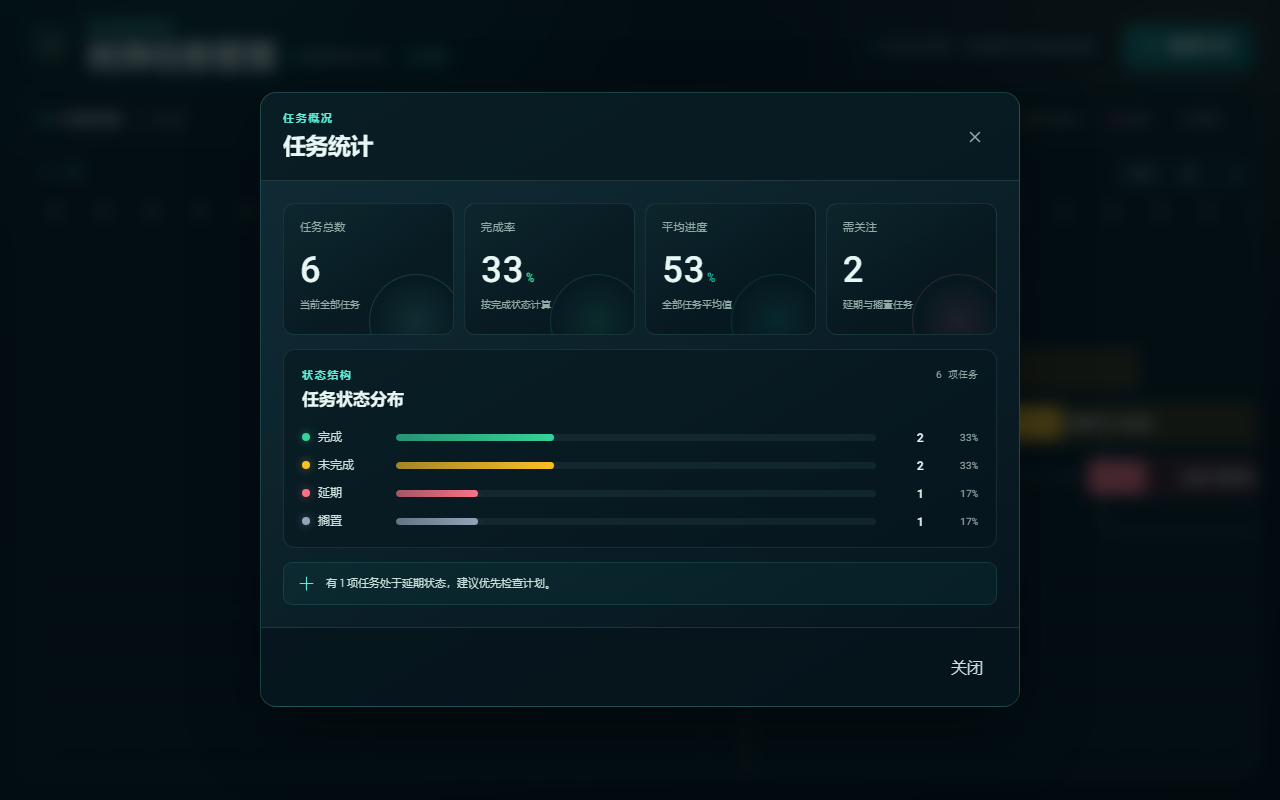 任务概况
任务统计
任务总数
6
当前全部任务
完成率
33%
按完成状态计算
平均进度
53%
全部任务平均值
需关注
2
延期与搁置任务
状态结构
任务状态分布
6 项任务
完成 2 33%
未完成 2 33%
延期 1 17%
搁置 1 17%
有 1 项任务处于延期状态，建议优先检查计划。
关闭